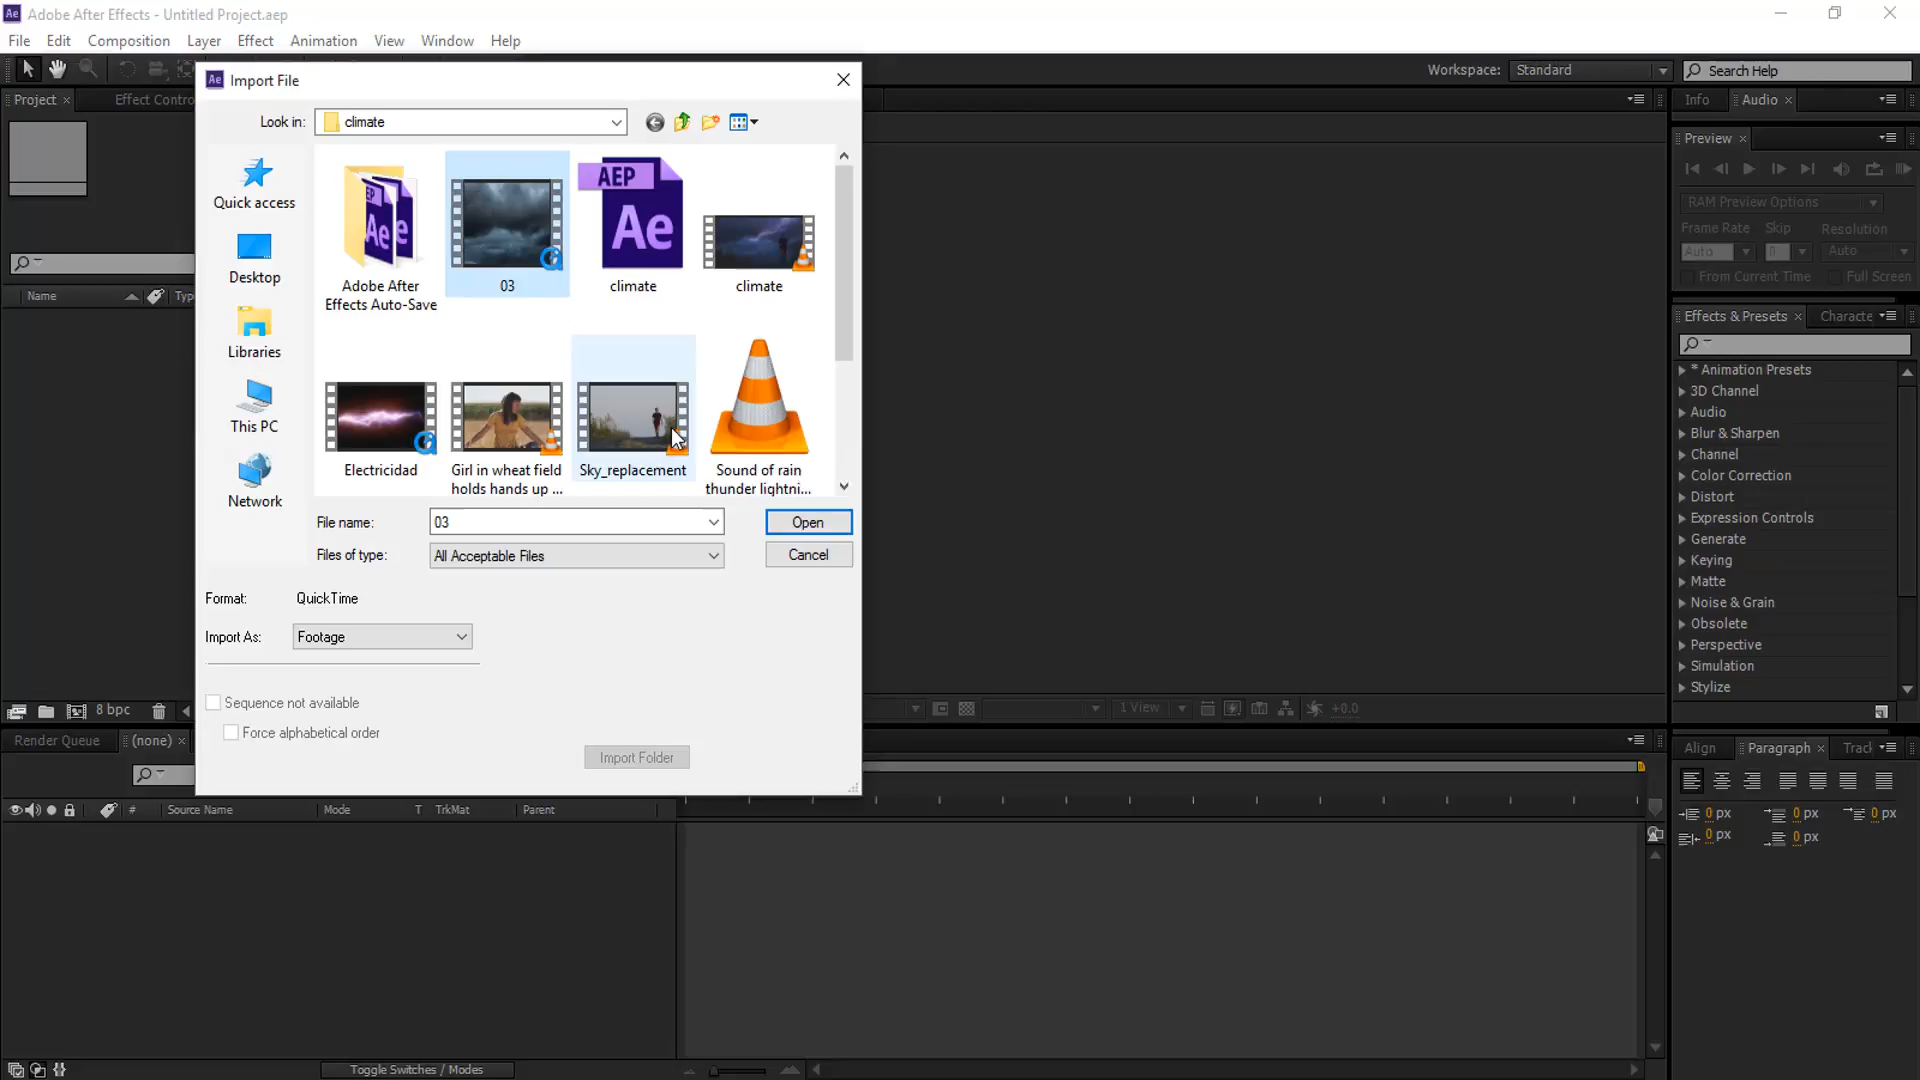 Ae Adobe After Effects - Untitled Project.aep
File Edit Composition Layer Effect Animation View Window Help
Workspace: Standard Search Help
Project × Effect Contro
Info Audio ×
Preview ×
RAM Preview Options
Frame Rate Skip Resolution
Auto 0 Auto
From Current Time Full Screen
Effects & Presets × Characte
* Animation Presets
3D Channel
Audio
Blur & Sharpen
Channel
Color Correction
Distort
Expression Controls
Generate
Keying
Matte
Noise & Grain
Obsolete
Perspective
Simulation
Stylize
Name Typ
8 bpc
Ae Import File
Look in: climate
Quick access
Desktop
Libraries
This PC
Network
Adobe After
Effects Auto-Save
03
AEP
Ae
climate
climate
Electricidad
Girl in wheat field
holds hands up ...
Sky_replacement
Sound of rain
thunder lightni...
File name: 03 Open
Files of type: All Acceptable Files Cancel
Format: QuickTime
Import As: Footage
Sequence not available
Force alphabetical order
Import Folder
1 View +0.0
Render Queue (none) ×
# Source Name Mode T TrkMat Parent
Align Paragraph × Track
0 px 0 px 0 px
0 px 0 px
Toggle Switches / Modes